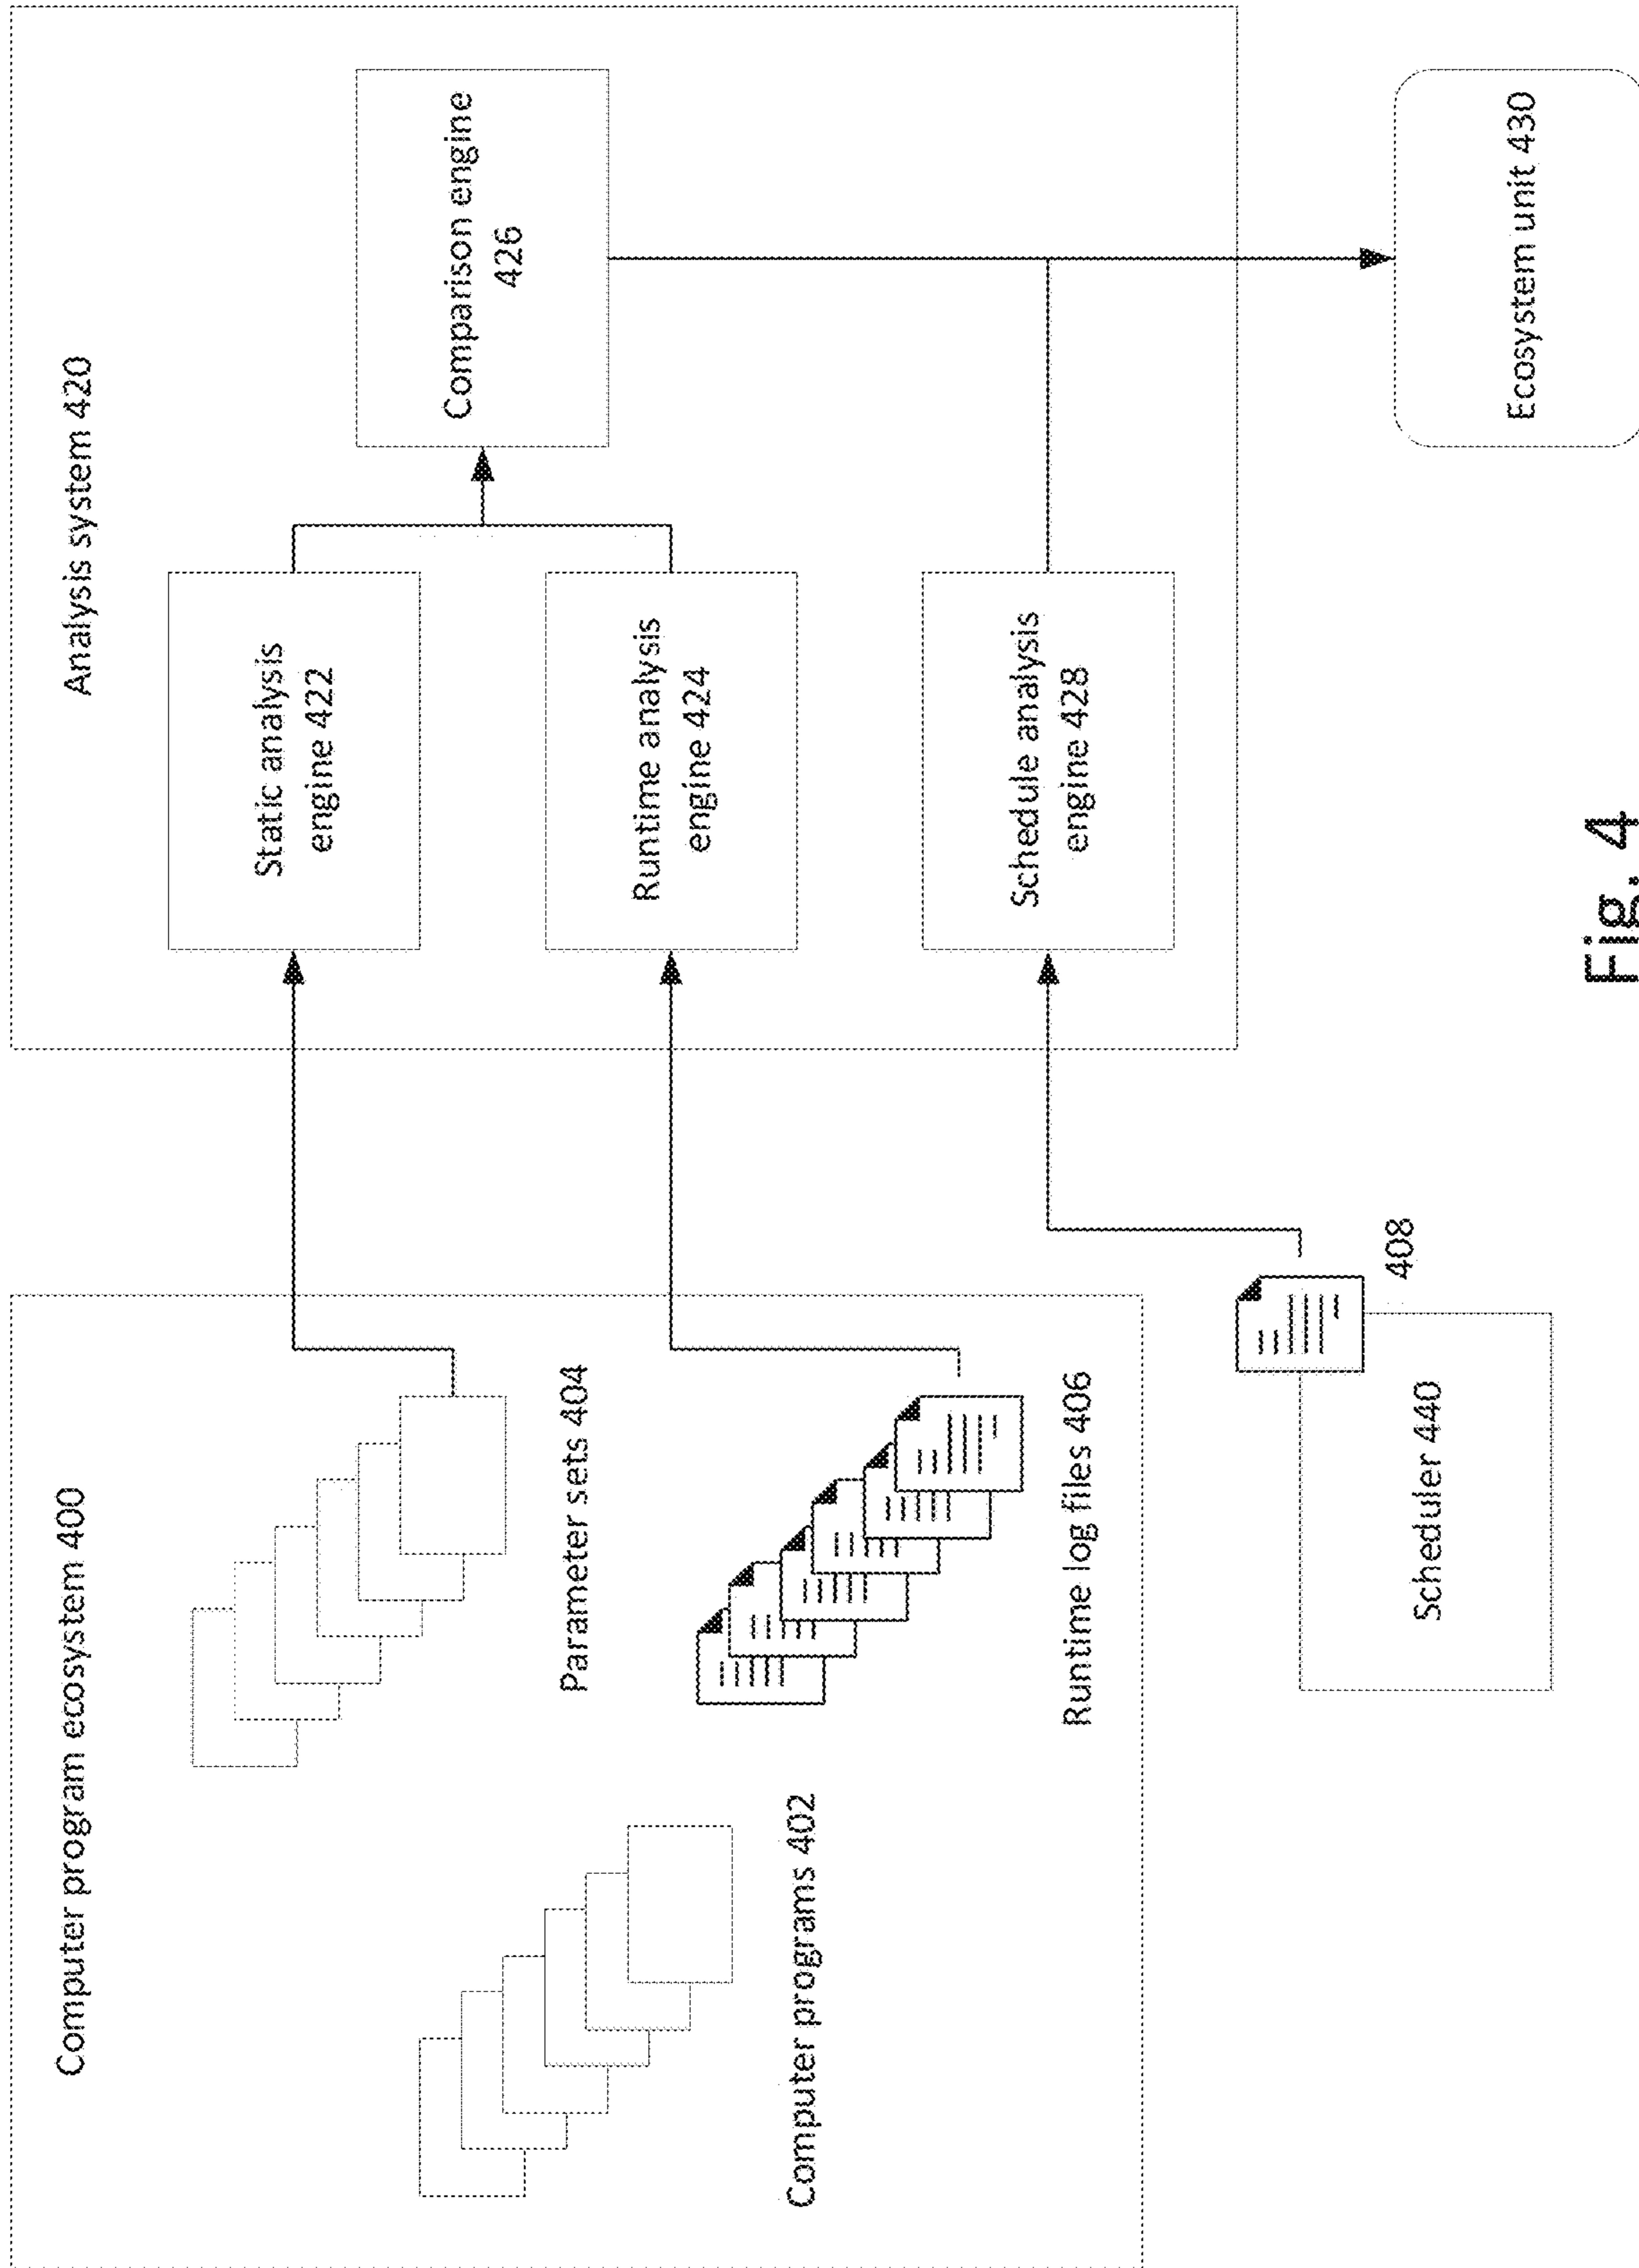 Computer program ecosystem 400
Parameter sets 404
Computer programs 402
Runtime log files 406
Scheduler 440
408
Analysis system 420
Static analysis
engine 422
Runtime analysis
engine 424
Schedule analysis
engine 428
Comparison engine
426
Ecosystem unit 430
Fig. 4